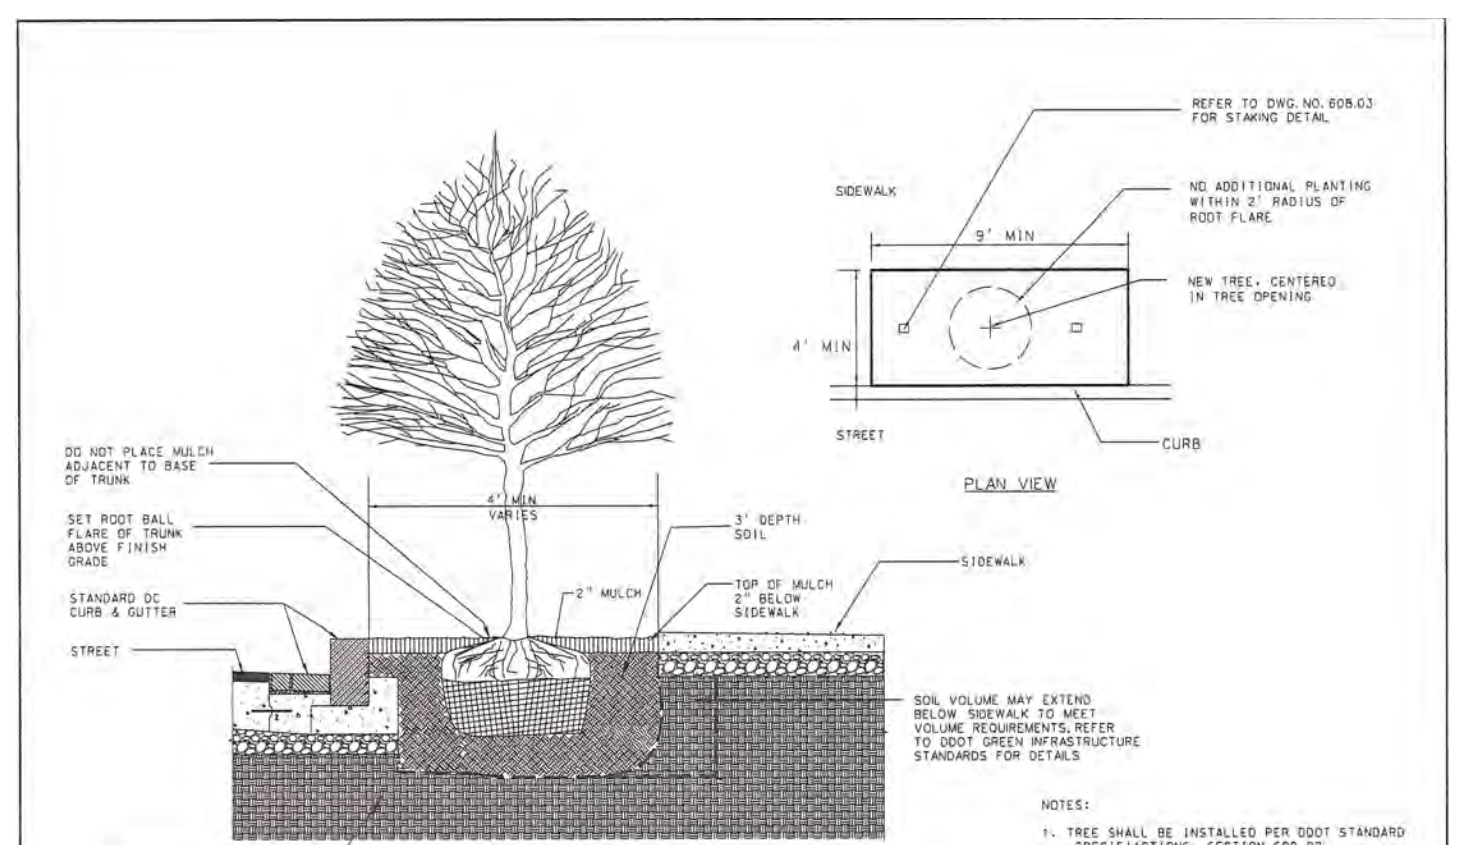 REFER TO DWG. NO. 608.03
FOR STAKING DETAIL
SIDEWALK
NO ADDITIONAL PLANTING
WITHIN 2' RADIUS OF
ROOT FLARE
9' MIN
NEW TREE, CENTERED
IN TREE OPENING
4' MIN
STREET
CURB
PLAN VIEW
DO NOT PLACE MULCH
ADJACENT TO BASE
OF TRUNK
4' MIN
VARIES
SET ROOT BALL
FLARE OF TRUNK
ABOVE FINISH
GRADE
3' DEPTH
SOIL
SIDEWALK
STANDARD DC
CURB & GUTTER
2" MULCH
TOP OF MULCH
2" BELOW
SIDEWALK
STREET
SOIL VOLUME MAY EXTEND
BELOW SIDEWALK TO MEET
VOLUME REQUIREMENTS. REFER
TO DDOT GREEN INFRASTRUCTURE
STANDARDS FOR DETAILS
NOTES:
1. TREE SHALL BE INSTALLED PER DDOT STANDARD